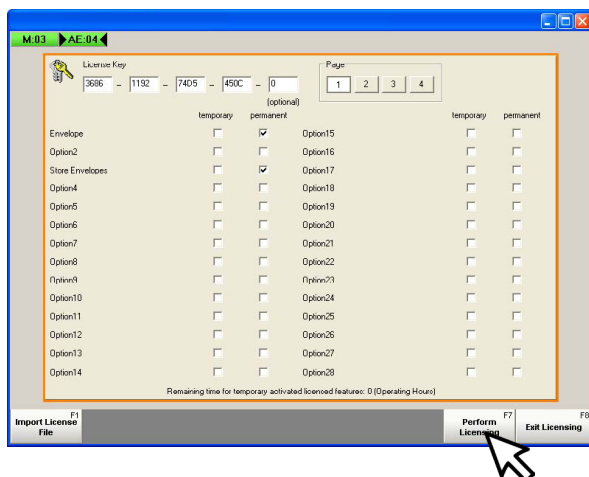 M:03 AE:04
License Key
Page
3686 - 1192 - 74D5 - 450C - 0
1 2 3 4
(optional)
temporary permanent temporary permanent
Envelope Option15
Option2 Option16
Store Envelopes Option17
Option4 Option18
Option5 Option19
Option6 Option20
Option7 Option21
Option8 Option22
Option9 Option23
Option10 Option24
Option11 Option25
Option12 Option26
Option13 Option27
Option14 Option28
Remaining time for temporary activated licensed features: 0 (Operating Hours)
F1 F7 F8
Import License File
Perform Licensing
Exit Licensing